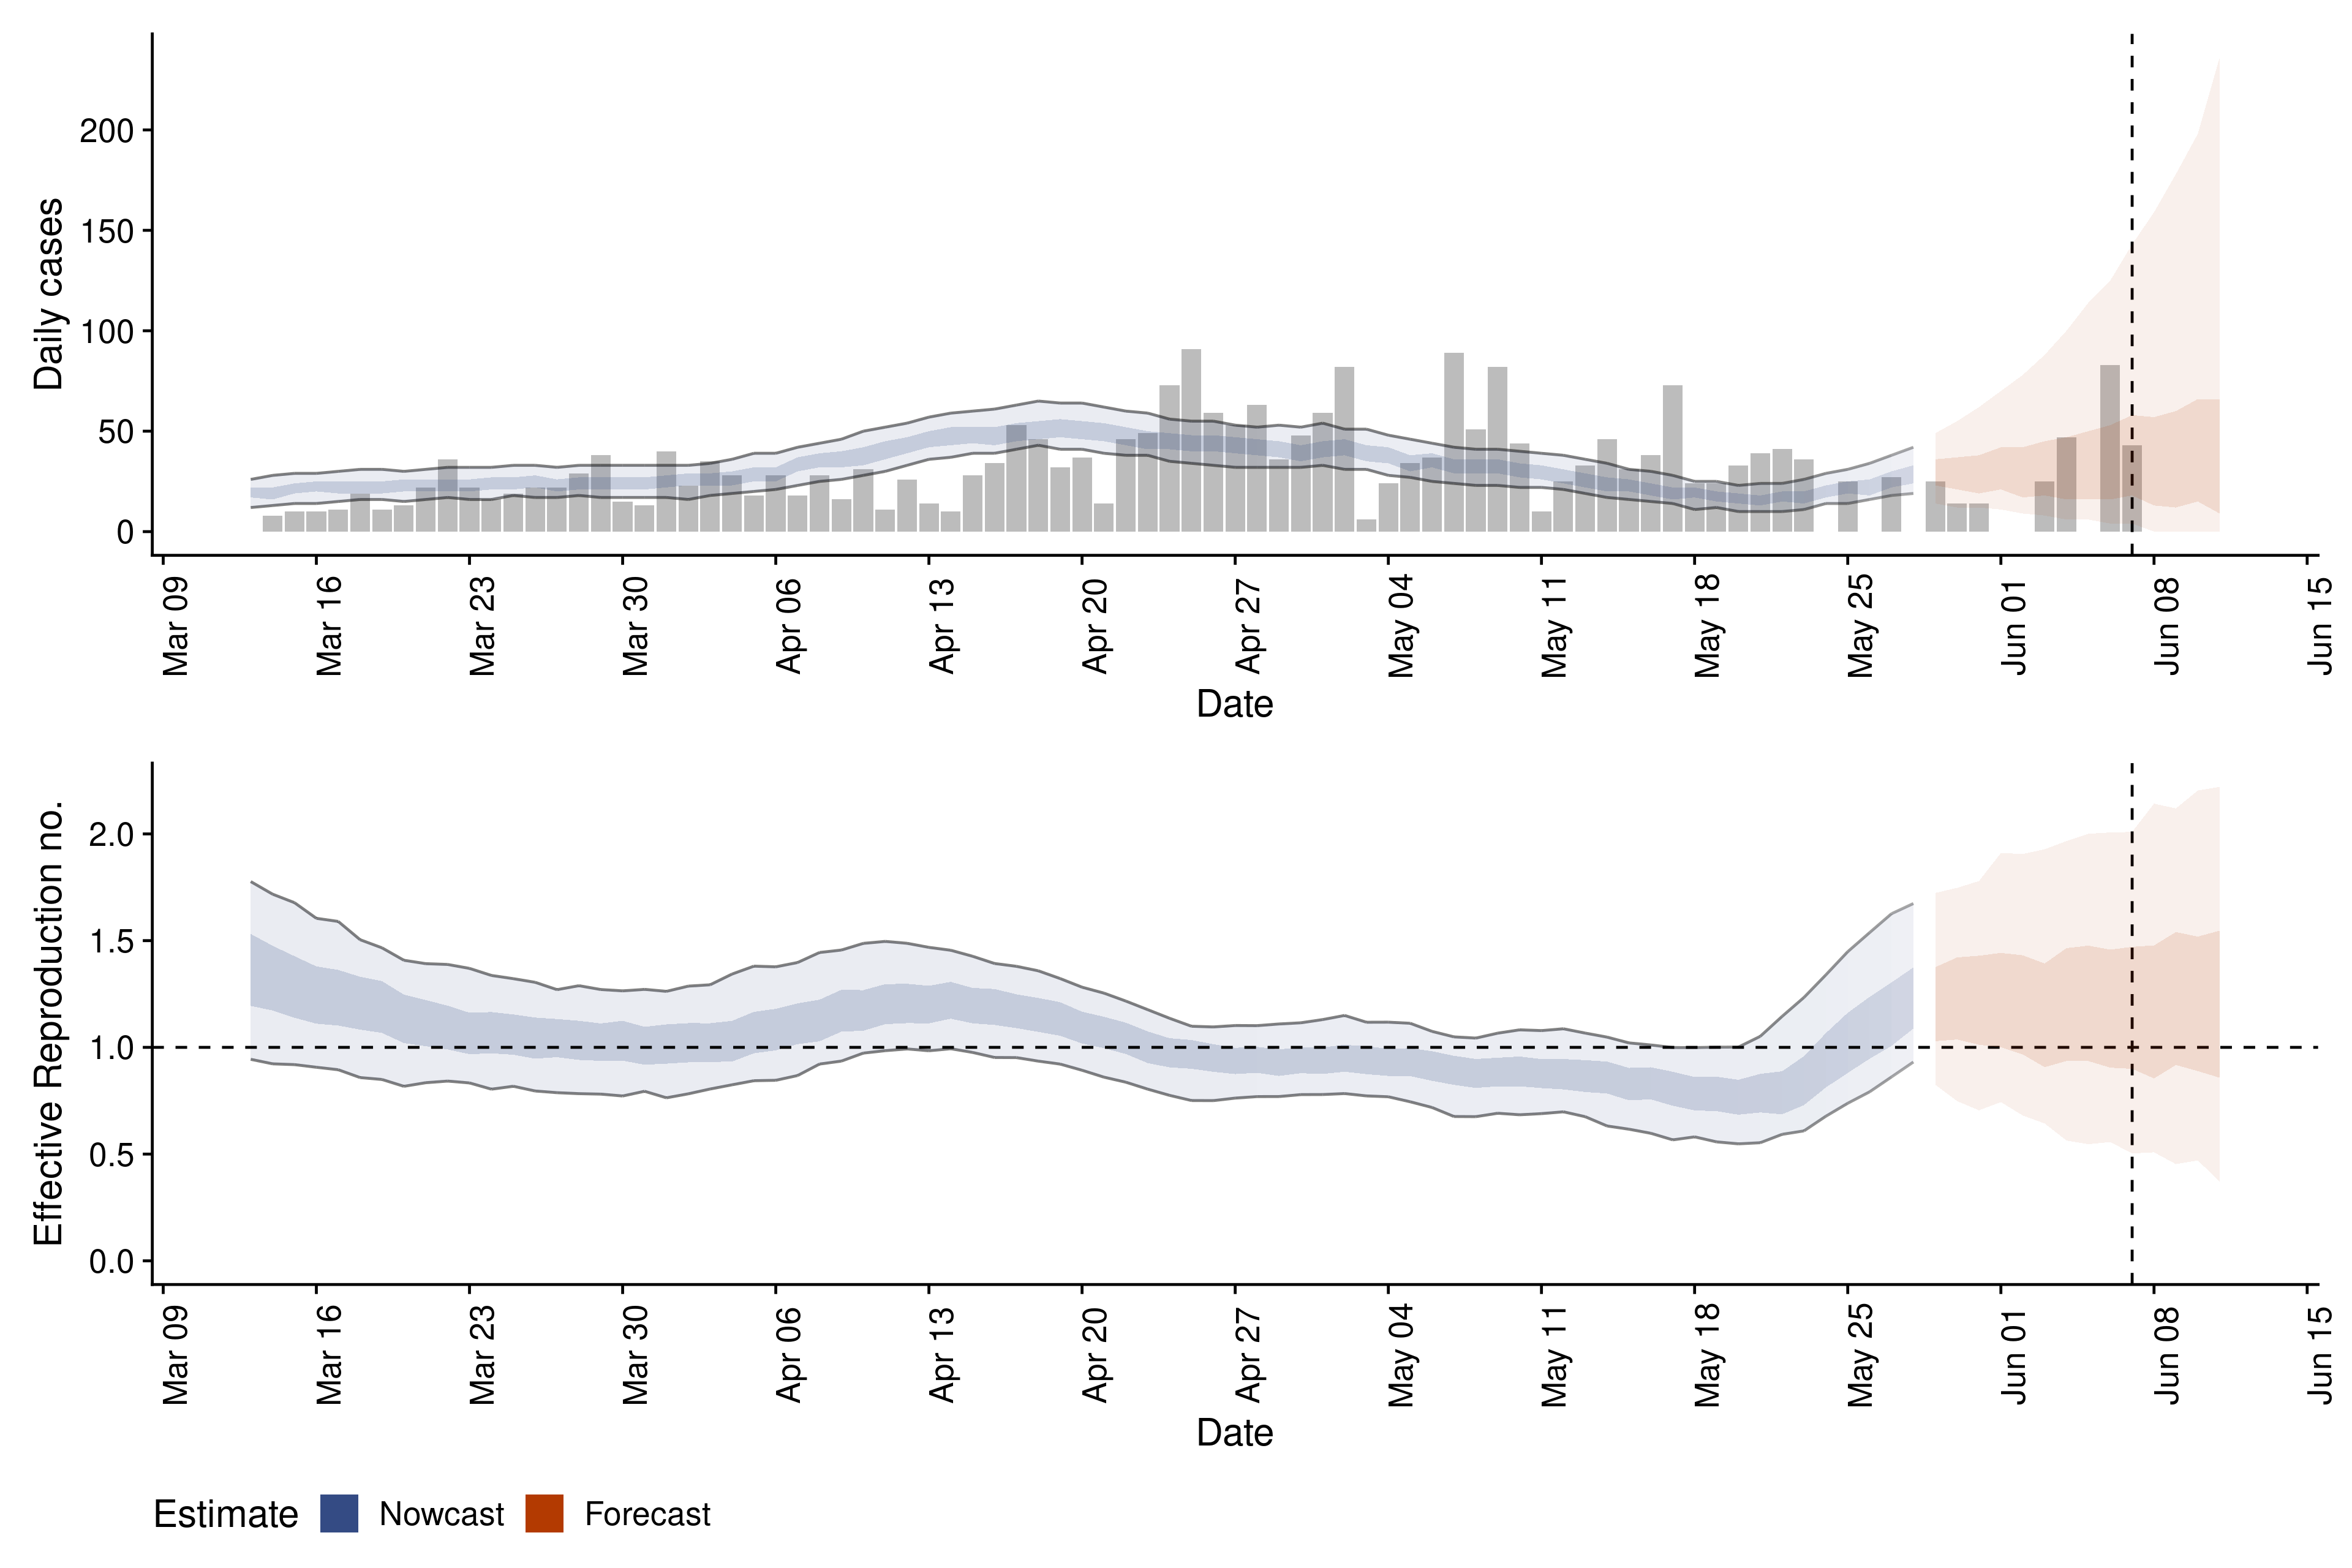 Daily cases
200
150
100
50
0
Mar 09
Mar 16
Mar 23
Mar 30
Apr 06
Apr 13
Apr 20
Apr 27
May 04
May 11
May 18
May 25
Jun 01
Jun 08
Jun 15
Date
Effective Reproduction no.
2.0
1.5
1.0
0.5
0.0
Mar 09
Mar 16
Mar 23
Mar 30
Apr 06
Apr 13
Apr 20
Apr 27
May 04
May 11
May 18
May 25
Jun 01
Jun 08
Jun 15
Date
Estimate Nowcast Forecast